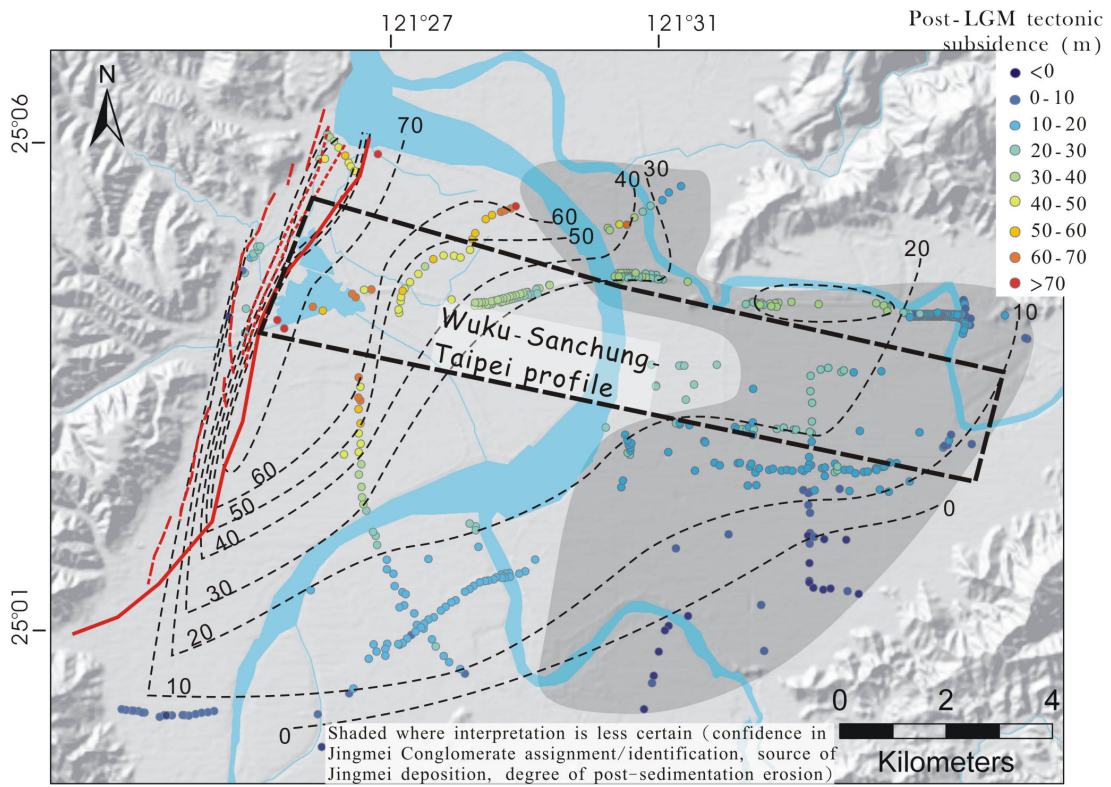 121°27
121°31
Post-LGM tectonic
subsidence (m)
<0
0-10
10-20
20-30
30-40
40-50
50-60
60-70
>70
N
25°06
25°01
70
30
40
60
50
20
10
Wuku-Sanchung-
Taipei profile
60
50
40
30
20
10
0
0
0 2 4
Kilometers
Shaded where interpretation is less certain (confidence in
Jingmei Conglomerate assignment/identification, source of
Jingmei deposition, degree of post-sedimentation erosion)